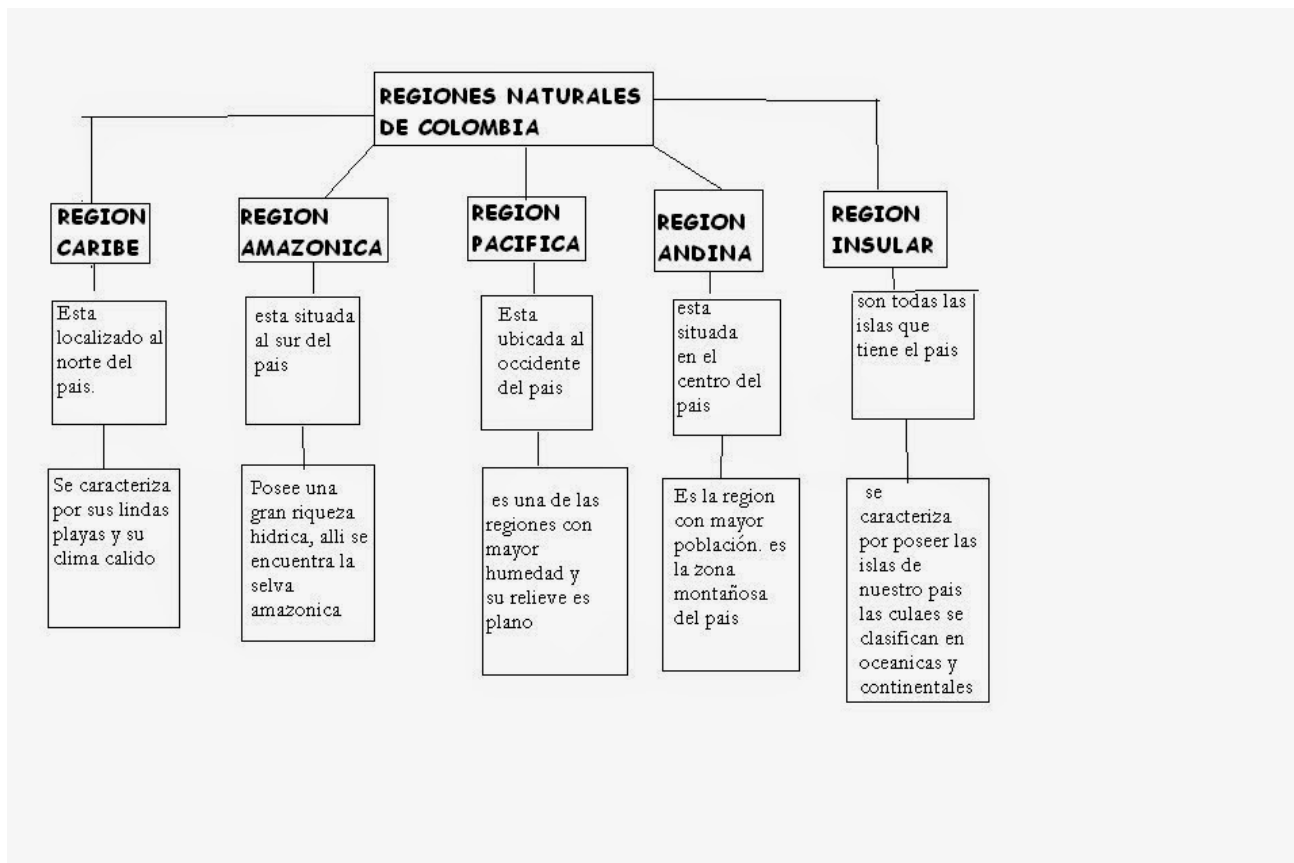 REGIONES NATURALES
DE COLOMBIA
REGION
CARIBE
Esta
localizado al
norte del
pais.
Se caracteriza
por sus lindas
playas y su
clima calido
REGION
AMAZONICA
esta situada
al sur del
pais
Posee una
gran riqueza
hidrica, alli se
encuentra la
selva
amazonica
REGION
PACIFICA
Esta
ubicada al
occidente
del pais
es una de las
regiones con
mayor
humedad y
su relieve es
plano
REGION
ANDINA
esta
situada
en el
centro del
pais
Es la region
con mayor
población. es
la zona
montañosa
del pais
REGION
INSULAR
son todas las
islas que
tiene el pais
se
caracteriza
por poseer las
islas de
nuestro pais
las culaes se
clasifican en
oceanicas y
continentales